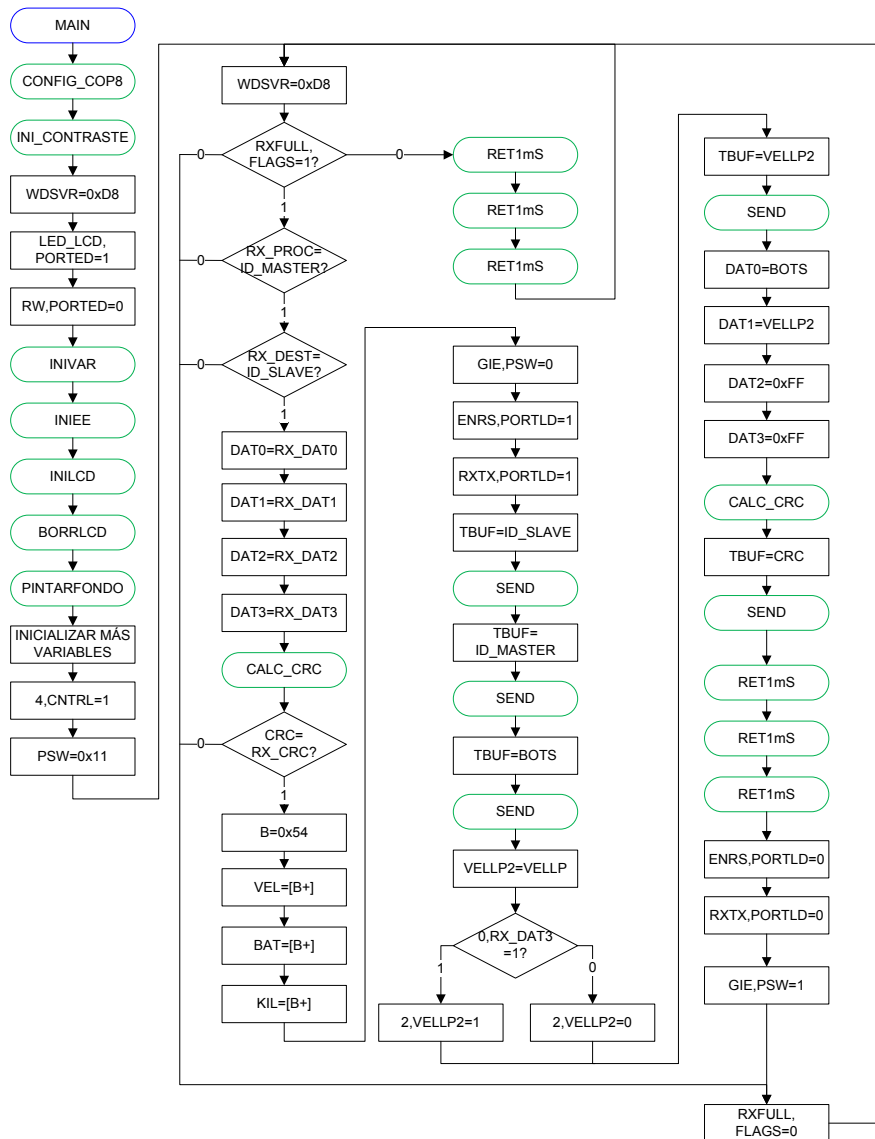 MAIN
CONFIG_COP8
INI_CONTRASTE
WDSVR=0xD8
LED_LCD,
PORTED=1
RW,PORTED=0
INIVAR
INIEE
INILCD
BORRLCD
PINTARFONDO
INICIALIZAR MÁS
VARIABLES
4,CNTRL=1
PSW=0x11
WDSVR=0xD8
RXFULL,
FLAGS=1?
0
0
1
RET1mS
RET1mS
RET1mS
RX_PROC=
ID_MASTER?
0
1
RX_DEST=
ID_SLAVE?
0
1
DAT0=RX_DAT0
DAT1=RX_DAT1
DAT2=RX_DAT2
DAT3=RX_DAT3
CALC_CRC
CRC=
RX_CRC?
0
1
B=0x54
VEL=[B+]
BAT=[B+]
KIL=[B+]
GIE,PSW=0
ENRS,PORTLD=1
RXTX,PORTLD=1
TBUF=ID_SLAVE
SEND
TBUF=
ID_MASTER
SEND
TBUF=BOTS
SEND
VELLP2=VELLP
0,RX_DAT3
=1?
1
0
2,VELLP2=1
2,VELLP2=0
TBUF=VELLP2
SEND
DAT0=BOTS
DAT1=VELLP2
DAT2=0xFF
DAT3=0xFF
CALC_CRC
TBUF=CRC
SEND
RET1mS
RET1mS
RET1mS
ENRS,PORTLD=0
RXTX,PORTLD=0
GIE,PSW=1
RXFULL,
FLAGS=0